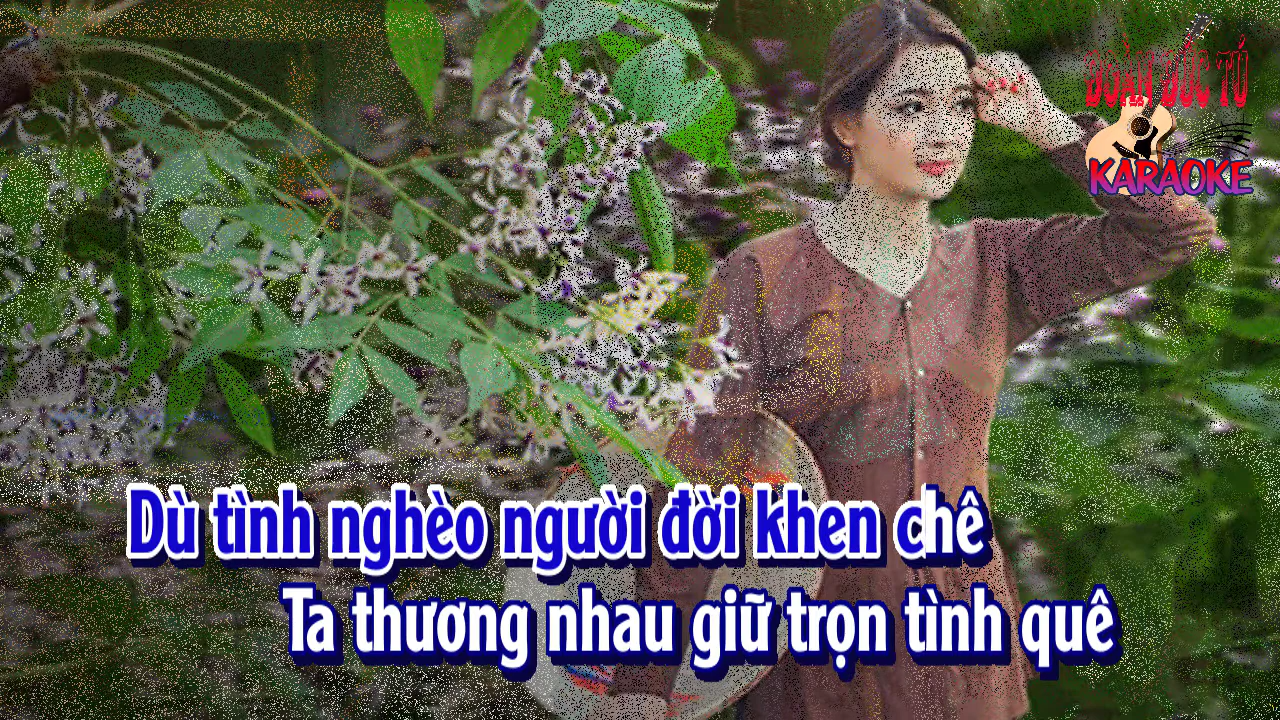 ĐOÀN ĐỨC TÚ
KARAOKE
Dù tình nghèo người đời khen chê
Ta thương nhau giữ trọn tình quê